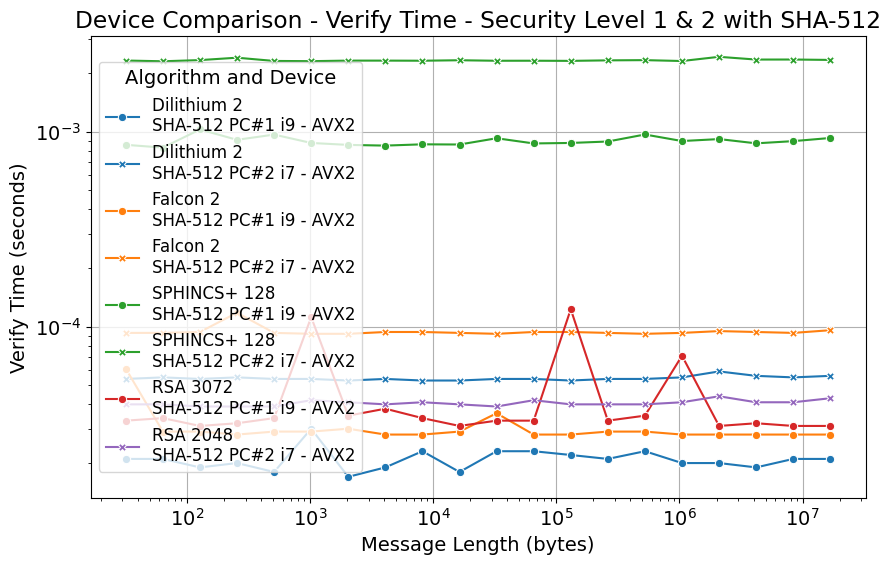 Device Comparison - Verify Time - Security Level 1 & 2 with SHA-512
Verify Time (seconds)
10⁻³
10⁻⁴
Algorithm and Device
Dilithium 2
SHA-512 PC#1 i9 - AVX2
Dilithium 2
SHA-512 PC#2 i7 - AVX2
Falcon 2
SHA-512 PC#1 i9 - AVX2
Falcon 2
SHA-512 PC#2 i7 - AVX2
SPHINCS+ 128
SHA-512 PC#1 i9 - AVX2
SPHINCS+ 128
SHA-512 PC#2 i7 - AVX2
RSA 3072
SHA-512 PC#1 i9 - AVX2
RSA 2048
SHA-512 PC#2 i7 - AVX2
10² 10³ 10⁴ 10⁵ 10⁶ 10⁷
Message Length (bytes)